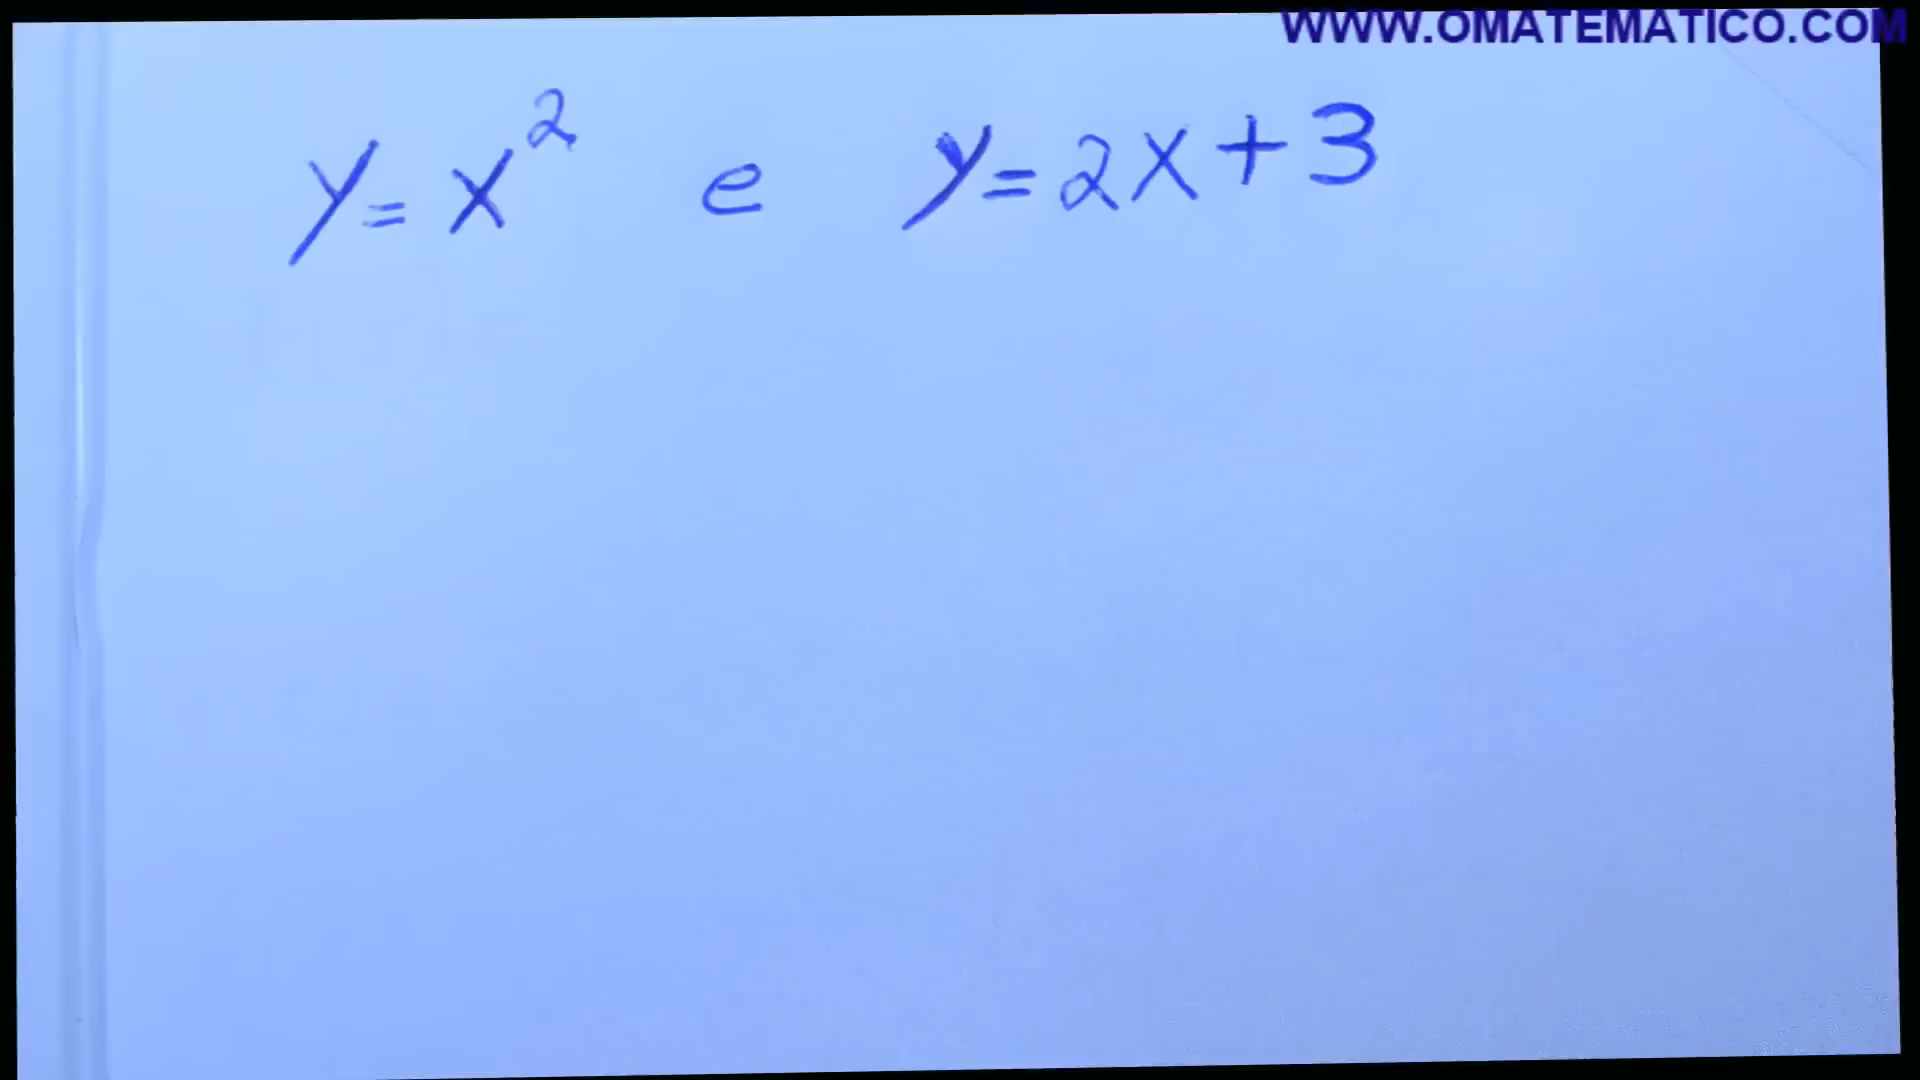 WWW.OMATEMATICO.COM
y = x² e y = 2x + 3